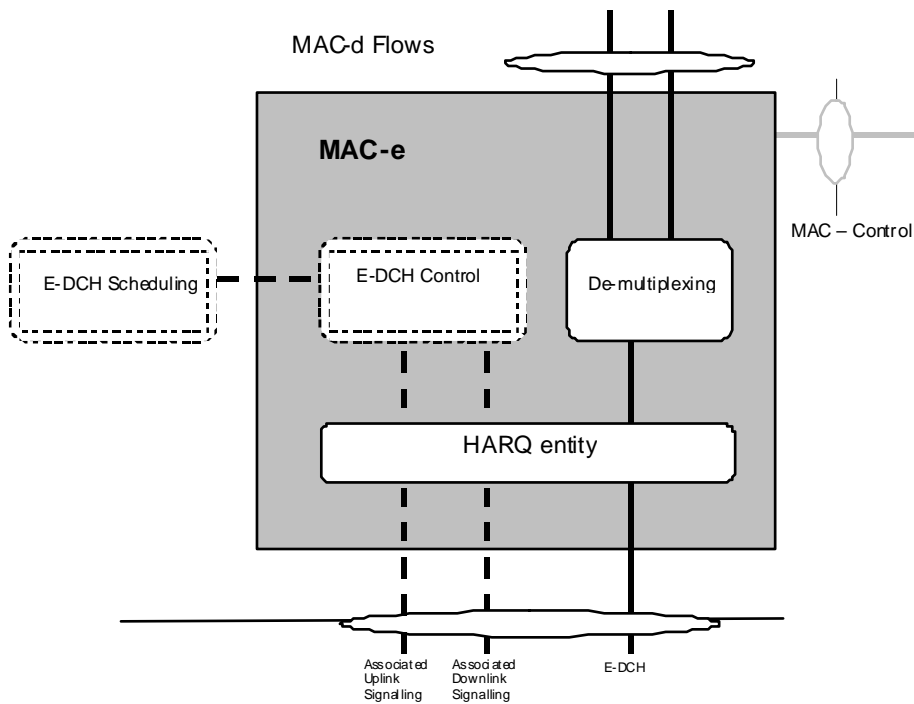 MAC-d Flows
MAC-e
MAC – Control
E-DCH Scheduling
E-DCH Control
De-multiplexing
HARQ entity
Associated
Uplink
Signalling
Associated
Downlink
Signalling
E-DCH